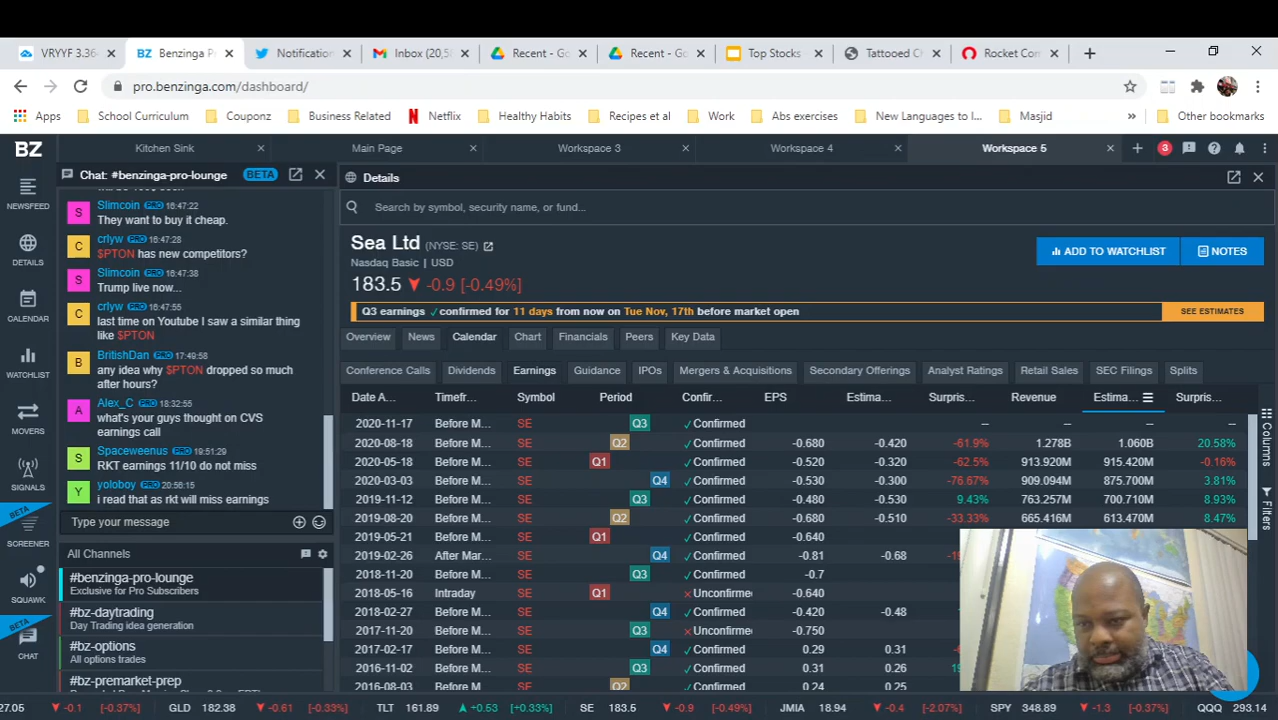 VRYYF 3.36
Benzinga P
Notification
Inbox (20,5
Recent - Go
Recent - Go
Top Stocks
Tattooed Ch
Rocket Com
pro.benzinga.com/dashboard/
Apps
School Curriculum
Couponz
Business Related
Netflix
Healthy Habits
Recipes et al
Work
Abs exercises
New Languages to l...
Masjid
»
Other bookmarks
BZ
Kitchen Sink
Main Page
Workspace 3
Workspace 4
Workspace 5
3
NEWSFEED
DETAILS
CALENDAR
WATCHLIST
MOVERS
SIGNALS
BETA
SCREENER
SQUAWK
BETA
CHAT
Chat: #benzinga-pro-lounge BETA
Slimcoin PRO 16:47:22
They want to buy it cheap.
crlyw PRO 16:47:28
$PTON has new competitors?
Slimcoin PRO 16:47:38
Trump live now...
crlyw PRO 16:47:55
last time on Youtube I saw a similar thing
like $PTON
BritishDan PRO 17:49:58
any idea why $PTON dropped so much
after hours?
Alex_C PRO 18:32:55
what's your guys thought on CVS
earnings call
Spaceweenus PRO 19:51:29
RKT earnings 11/10 do not miss
yoloboy PRO 20:56:15
i read that as rkt will miss earnings
Type your message
All Channels
#benzinga-pro-lounge
Exclusive for Pro Subscribers
#bz-daytrading
Day Trading idea generation
#bz-options
All options trades
#bz-premarket-prep
Details
Search by symbol, security name, or fund...
Sea Ltd (NYSE: SE)
Nasdaq Basic | USD
183.5 -0.9 [-0.49%]
ADD TO WATCHLIST
NOTES
Q3 earnings ✓confirmed for 11 days from now on Tue Nov, 17th before market open
SEE ESTIMATES
Overview News Calendar Chart Financials Peers Key Data
Conference Calls Dividends Earnings Guidance IPOs Mergers & Acquisitions Secondary Offerings Analyst Ratings Retail Sales SEC Filings Splits
Date A... Timefr... Symbol Period Confir... EPS Estima... Surpris... Revenue Estima... Surpris...
2020-11-17 Before M... SE Q3 ✓Confirmed -- -- --
2020-08-18 Before M... SE Q2 ✓Confirmed -0.680 -0.420 -61.9% 1.278B 1.060B 20.58%
2020-05-18 Before M... SE Q1 ✓Confirmed -0.520 -0.320 -62.5% 913.920M 915.420M -0.16%
2020-03-03 Before M... SE Q4 ✓Confirmed -0.530 -0.300 -76.67% 909.094M 875.700M 3.81%
2019-11-12 Before M... SE Q3 ✓Confirmed -0.480 -0.530 9.43% 763.257M 700.710M 8.93%
2019-08-20 Before M... SE Q2 ✓Confirmed -0.680 -0.510 -33.33% 665.416M 613.470M 8.47%
2019-05-21 Before M... SE Q1 ✓Confirmed -0.640
2019-02-26 After Mar... SE Q4 ✓Confirmed -0.81 -0.68
2018-11-20 Before M... SE Q3 ✓Confirmed -0.7
2018-05-16 Intraday SE Q1 ×Unconfirme -0.640
2018-02-27 Before M... SE Q4 ✓Confirmed -0.420 -0.48
2017-11-20 Before M... SE Q3 ×Unconfirme -0.750
2017-02-17 Before M... SE Q4 ✓Confirmed 0.29 0.31
2016-11-02 Before M... SE Q3 ✓Confirmed 0.31 0.26
2016-08-03 Before M... SE Q2 ✓Confirmed 0.24 0.25
Columns
Filters
27.05 -0.1 [-0.37%] GLD 182.38 -0.61 [-0.33%] TLT 161.89 +0.53 [+0.33%] SE 183.5 -0.9 [-0.49%] JMIA 18.94 -0.4 [-2.07%] SPY 348.89 -1.3 [-0.37%] QQQ 293.14